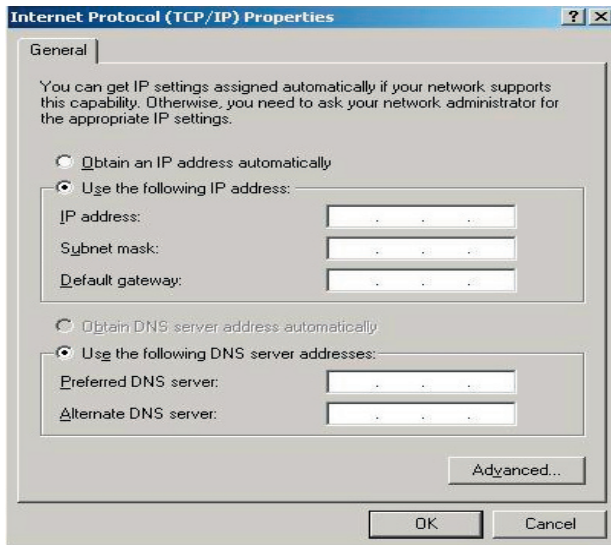 Internet Protocol (TCP/IP) Properties
General
You can get IP settings assigned automatically if your network supports
this capability. Otherwise, you need to ask your network administrator for
the appropriate IP settings.
Obtain an IP address automatically
Use the following IP address:
IP address:
Subnet mask:
Default gateway:
Obtain DNS server address automatically
Use the following DNS server addresses:
Preferred DNS server:
Alternate DNS server:
Advanced...
OK Cancel